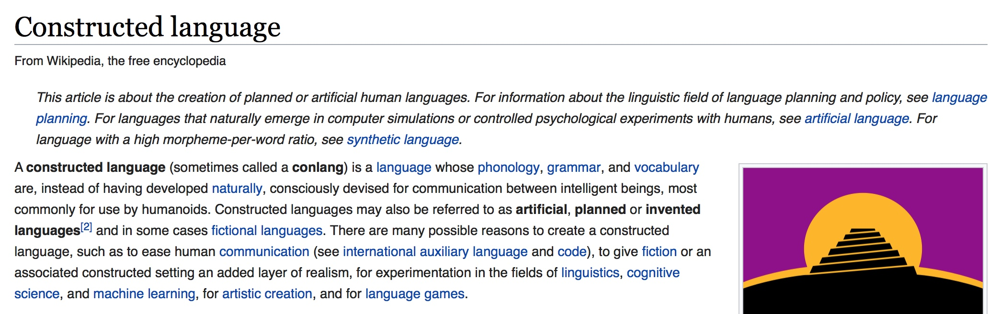 Constructed language
From Wikipedia, the free encyclopedia
This article is about the creation of planned or artificial human languages. For information about the linguistic field of language planning and policy, see language
planning. For languages that naturally emerge in computer simulations or controlled psychological experiments with humans, see artificial language. For
language with a high morpheme-per-word ratio, see synthetic language.
A constructed language (sometimes called a conlang) is a language whose phonology, grammar, and vocabulary
are, instead of having developed naturally, consciously devised for communication between intelligent beings, most
commonly for use by humanoids. Constructed languages may also be referred to as artificial, planned or invented
languages[2] and in some cases fictional languages. There are many possible reasons to create a constructed
language, such as to ease human communication (see international auxiliary language and code), to give fiction or an
associated constructed setting an added layer of realism, for experimentation in the fields of linguistics, cognitive
science, and machine learning, for artistic creation, and for language games.